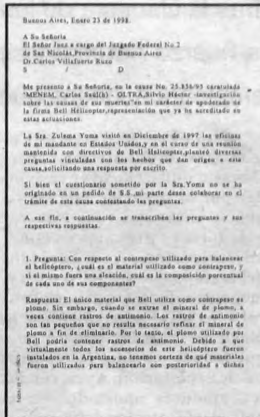 Buenos Aires, Enero 23 de 1998.
A Su Señoría
El Señor Juez a cargo del Juzgado Federal No.2
de San Nicolás, Provincia de Buenos Aires
Dr. Carlos Villafuerte Ruzo
S / D
Me presento a Su Señoría, en la causa No. 25.856/95 caratulada
"MENEM, Carlos Saúl(h) - OLTRA, Silvio Héctor -investigación
sobre las causas de sus muertes" en mi carácter de apoderado de
la firma Bell Helicopter, representación que ya he acreditado en
estas actuaciones.
La Sra. Zulema Yoma visitó en Diciembre de 1997 las oficinas
de mi mandante en Estados Unidos, y en el curso de una reunión
mantenida con directivos de Bell Helicopter, planteó diversas
preguntas vinculadas con los hechos que dan origen a esta
causa, solicitando una respuesta por escrito.
Si bien el cuestionario sometido por la Sra. Yoma no se ha
originado en un pedido de S.S., mi parte desea colaborar en el
trámite de esta causa contestando las preguntas.
A ese fin, a continuación se transcriben las preguntas y sus
respectivas respuestas.
1. Pregunta: Con respecto al contrapeso utilizado para balancear
el helicóptero, ¿cuál es el material utilizado como contrapeso, y
si el mismo fuera una aleación, cuál es la composición porcentual
de cada uno de sus componentes?
Respuesta: El único material que Bell utiliza como contrapeso es
plomo. Sin embargo, cuando se extrae el mineral de plomo, a
veces contiene rastros de antimonio. Los rastros de antimonio
son tan pequeños que no resulta necesario refinar el mineral de
plomo a fin de eliminarlo. Por lo tanto, el plomo utilizado por
Bell podría contener rastros de antimonio. Debido a que
virtualmente todos los accesorios de este helicóptero fueron
instalados en la Argentina, no tenemos certeza de qué materiales
fueron utilizados para balancearlo con posterioridad a dichos